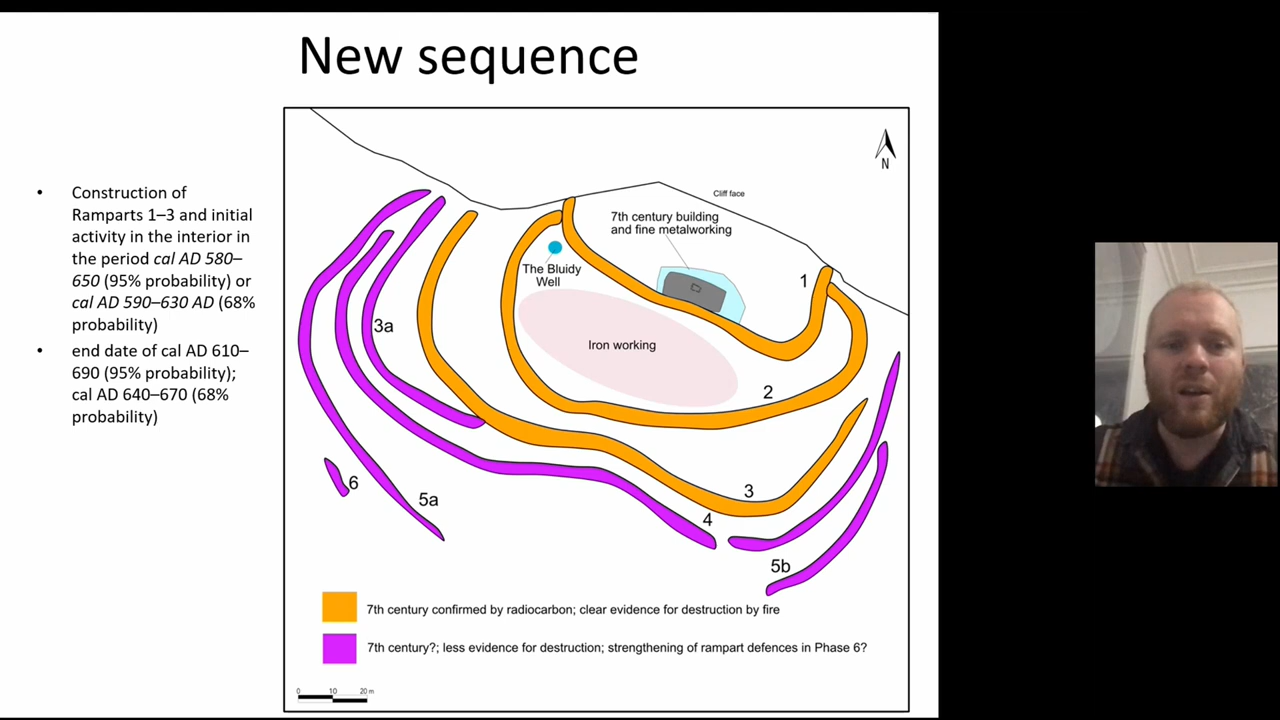 New sequence
• Construction of
Ramparts 1–3 and initial
activity in the interior in
the period cal AD 580–
650 (95% probability) or
cal AD 590–630 AD (68%
probability)
• end date of cal AD 610–
690 (95% probability);
cal AD 640–670 (68%
probability)
N
Cliff face
7th century building
and fine metalworking
1
The Bluidy
Well
3a
Iron working
2
6
5a
3
4
5b
7th century confirmed by radiocarbon; clear evidence for destruction by fire
7th century?; less evidence for destruction; strengthening of rampart defences in Phase 6?
0 10 20 m